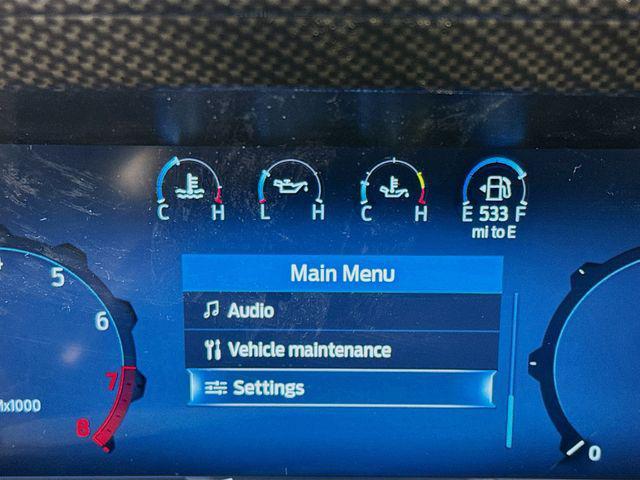 C H L H C H E 533 F
mi to E
Main Menu
Audio
Vehicle maintenance
Settings
5
6
7
8
x1000
0